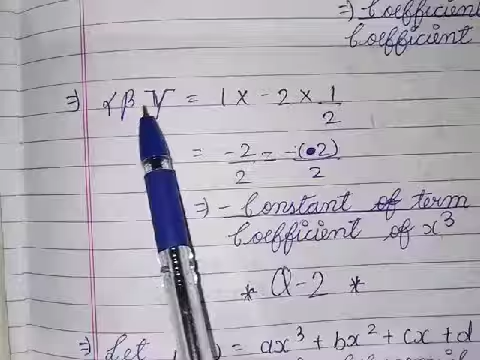 ⇒ Coefficient
Coefficient
⇒ αβγ = 1 × -2 × 1/2
= -2/2 = -(2)/2
⇒ - Constant of term
Coefficient of x³
* Q-2 *
⇒ Let = ax³ + bx² + cx + d